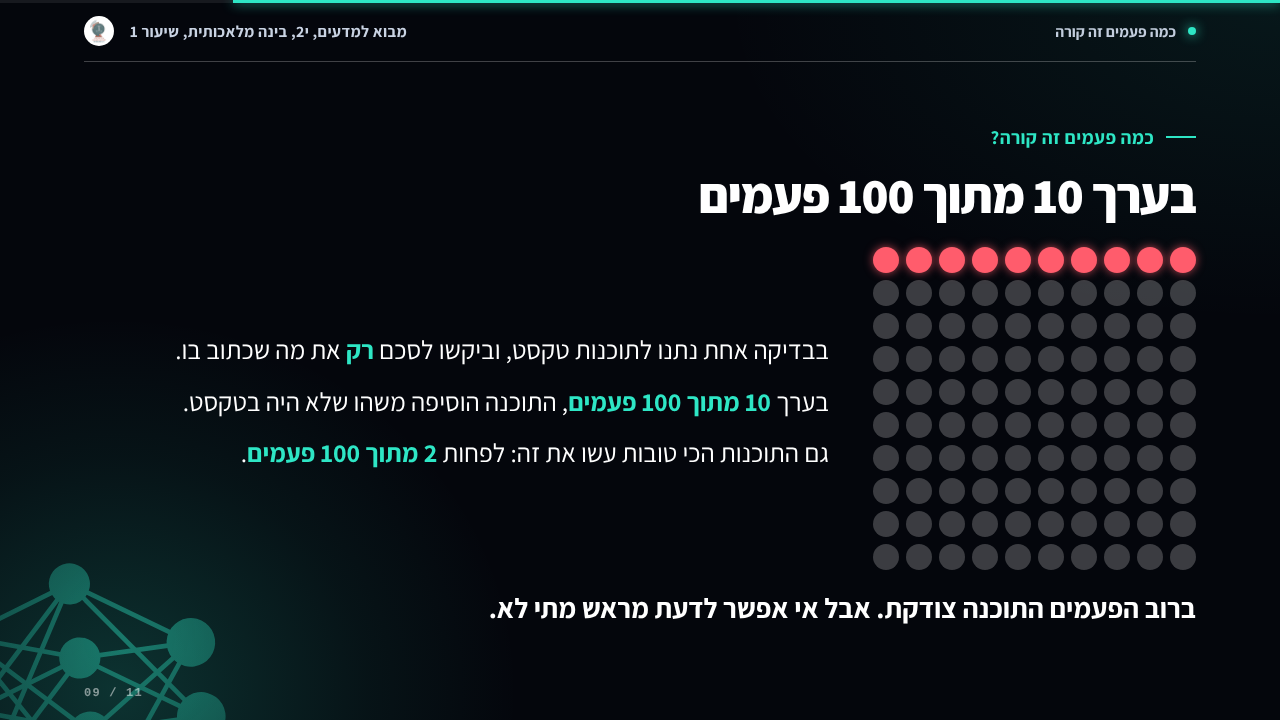 כמה פעמים זה קורה
מבוא למדעים, י2, בינה מלאכותית, שיעור 1
כמה פעמים זה קורה?
בערך 10 מתוך 100 פעמים
בבדיקה אחת נתנו לתוכנות טקסט, וביקשו לסכם רק את מה שכתוב בו.
בערך 10 מתוך 100 פעמים, התוכנה הוסיפה משהו שלא היה בטקסט.
גם התוכנות הכי טובות עשו את זה: לפחות 2 מתוך 100 פעמים.
ברוב הפעמים התוכנה צודקת. אבל אי אפשר לדעת מראש מתי לא.
09 / 11